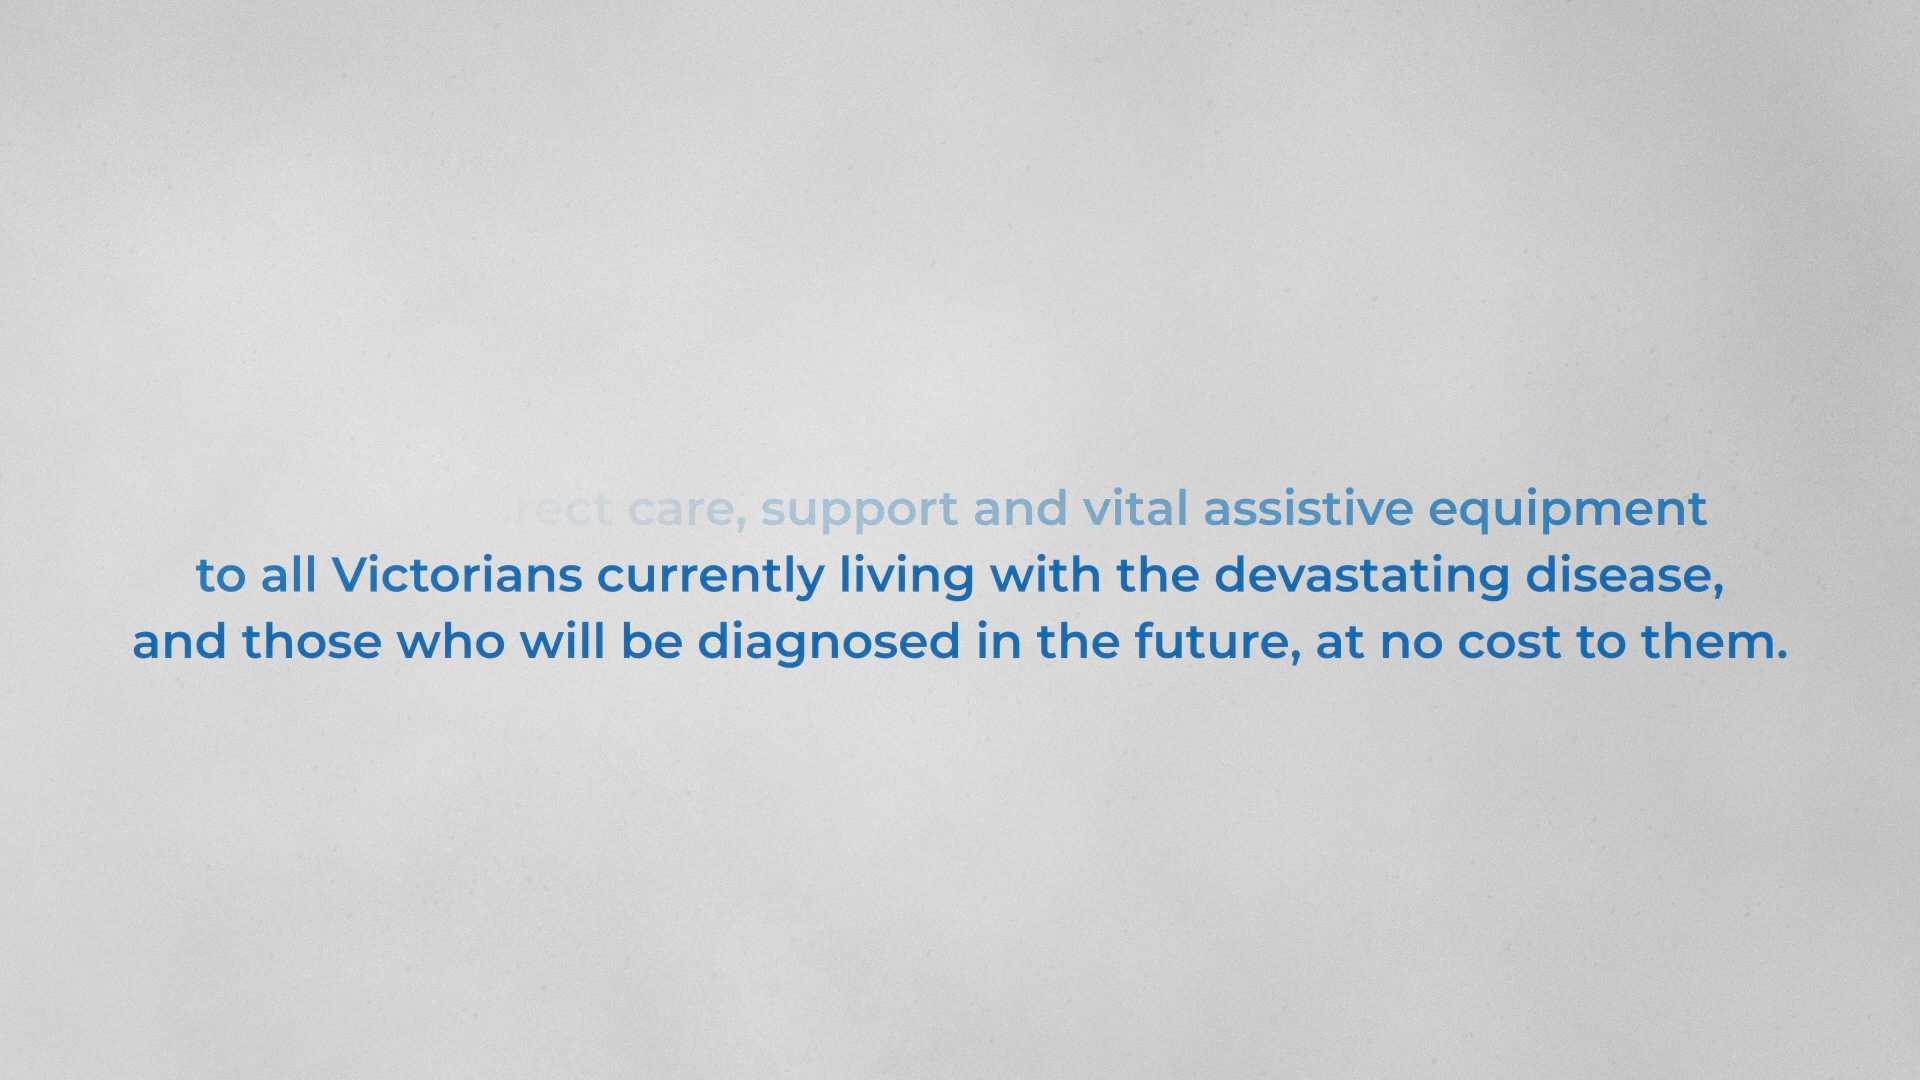 care, support and vital assistive equipment
to all Victorians currently living with the devastating disease,
and those who will be diagnosed in the future, at no cost to them.